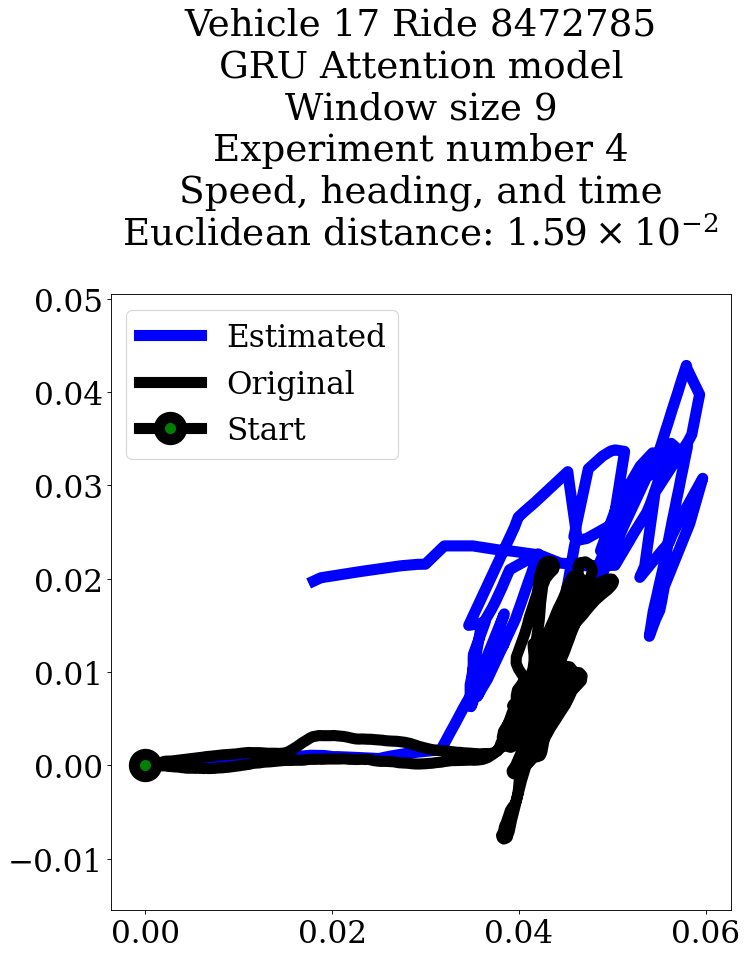 Vehicle 17 Ride 8472785
GRU Attention model
Window size 9
Experiment number 4
Speed, heading, and time
Euclidean distance: 1.59 × 10⁻²
0.05
0.04
0.03
0.02
0.01
0.00
−0.01
Estimated
Original
Start
0.00 0.02 0.04 0.06